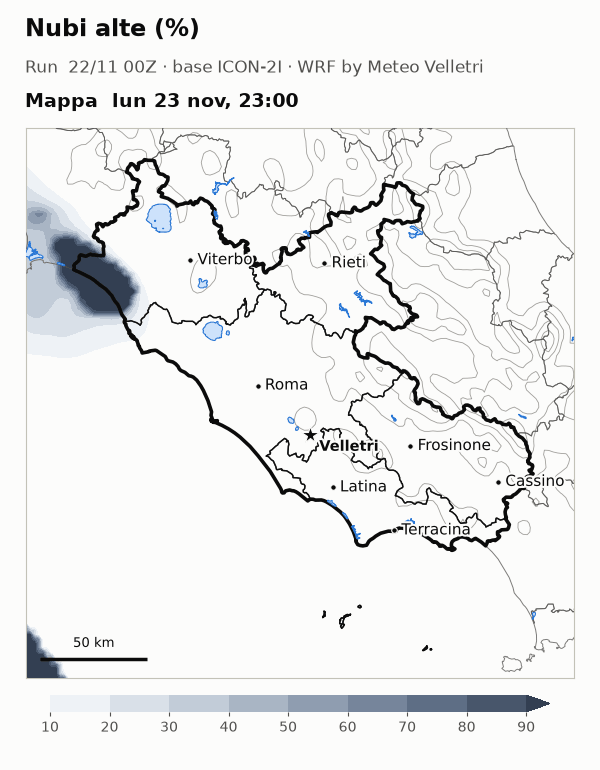 Nubi alte (%)
Run  22/11 00Z · base ICON-2I · WRF by Meteo Velletri
Mappa  lun 23 nov, 23:00
Viterbo
Rieti
Roma
Velletri
Frosinone
Latina
Cassino
Terracina
50 km
10 20 30 40 50 60 70 80 90